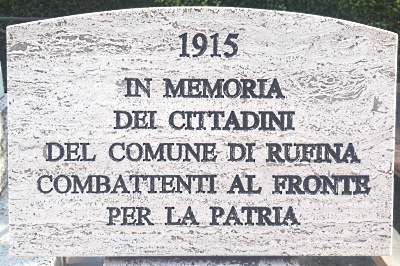 1915
IN MEMORIA
DEI CITTADINI
DEL COMUNE DI RUFINA
COMBATTENTI AL FRONTE
PER LA PATRIA